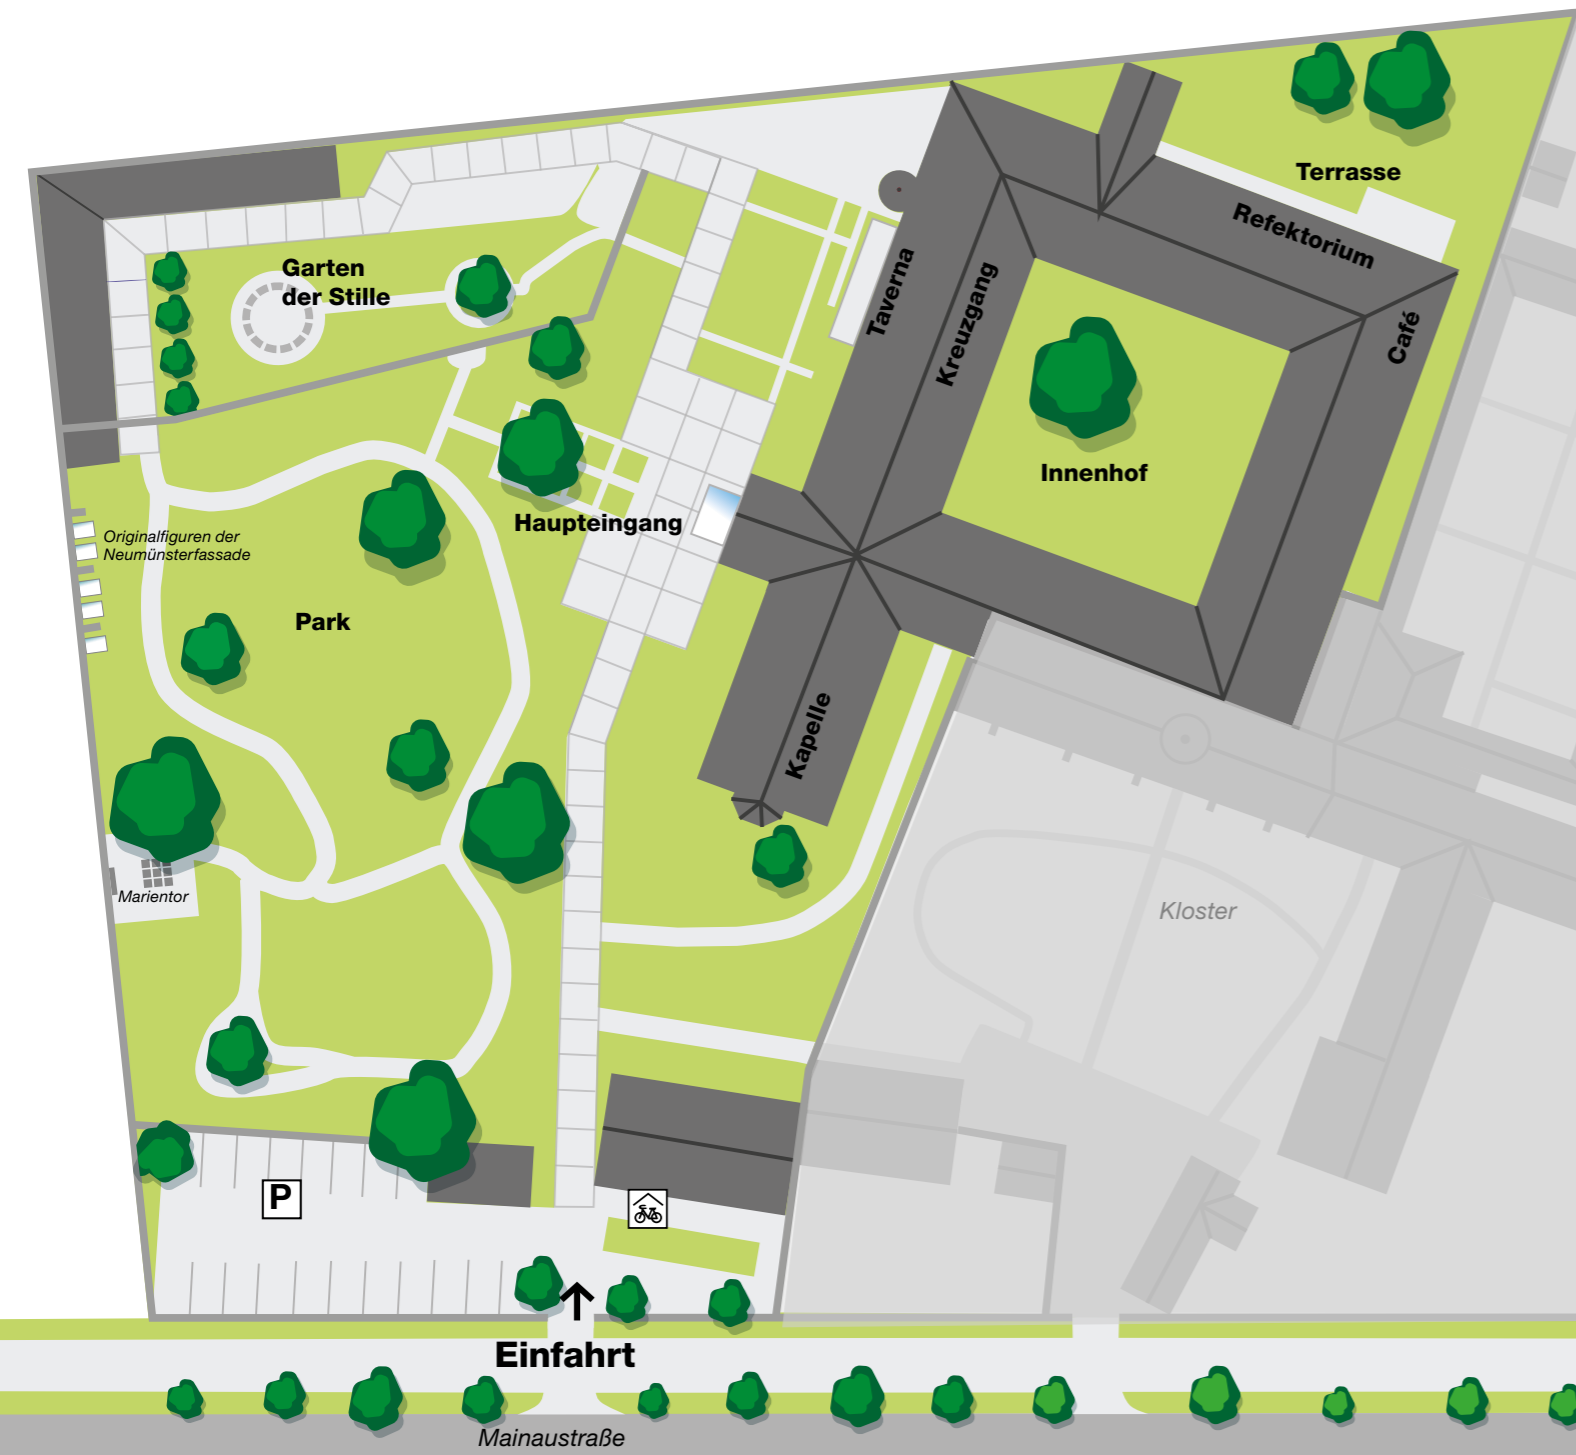 Terrasse
Refektorium
Garten
der Stille
Taverna
Kreuzgang
Café
Innenhof
Haupteingang
Originalfiguren der
Neumünsterfassade
Park
Kapelle
Marientor
Kloster
P
Einfahrt
Mainaustraße